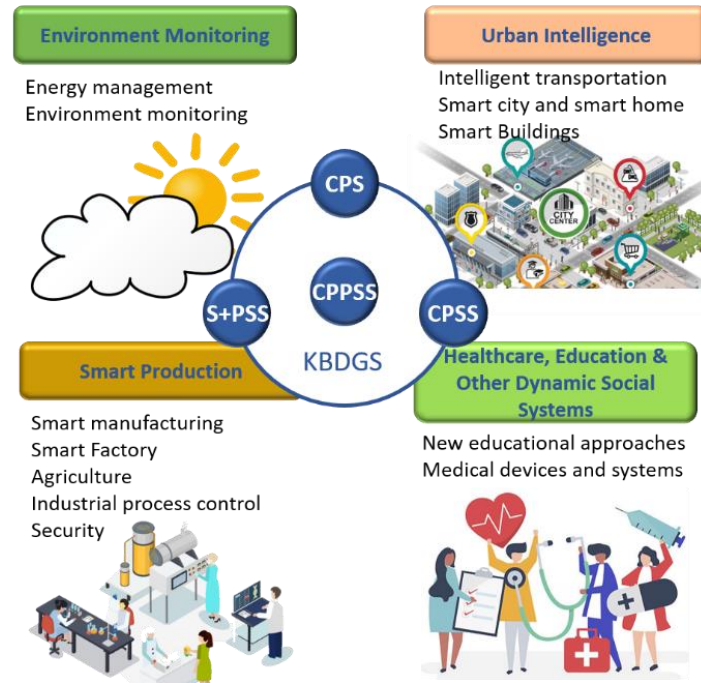 Environment Monitoring
Energy management
Environment monitoring
Urban Intelligence
Intelligent transportation
Smart city and smart home
Smart Buildings
CITY
CENTER
CPS
CPPSS
S+PSS
CPSS
KBDGS
Smart Production
Smart manufacturing
Smart Factory
Agriculture
Industrial process control
Security
Healthcare, Education &
Other Dynamic Social
Systems
New educational approaches
Medical devices and systems